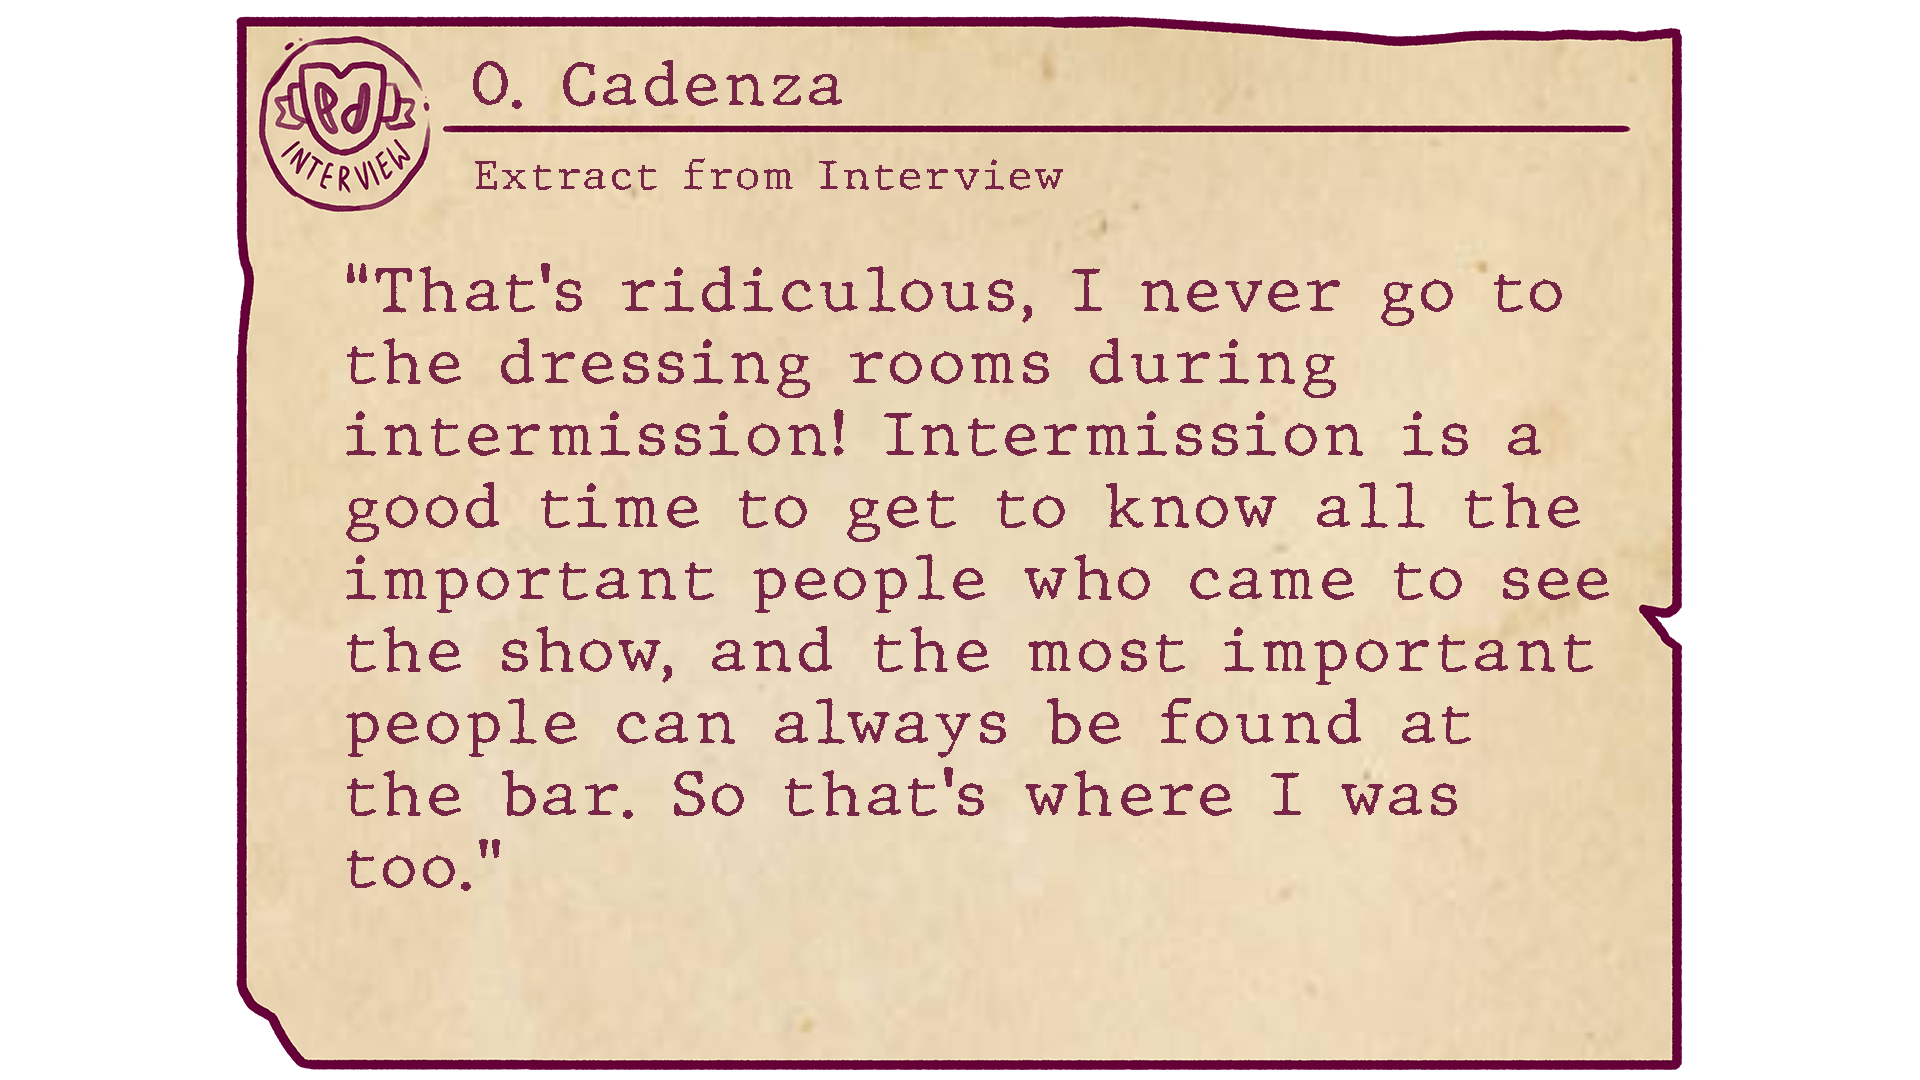 Pd
INTERVIEW
O. Cadenza
Extract from Interview
"That's ridiculous, I never go to
the dressing rooms during
intermission! Intermission is a
good time to get to know all the
important people who came to see
the show, and the most important
people can always be found at
the bar. So that's where I was
too."